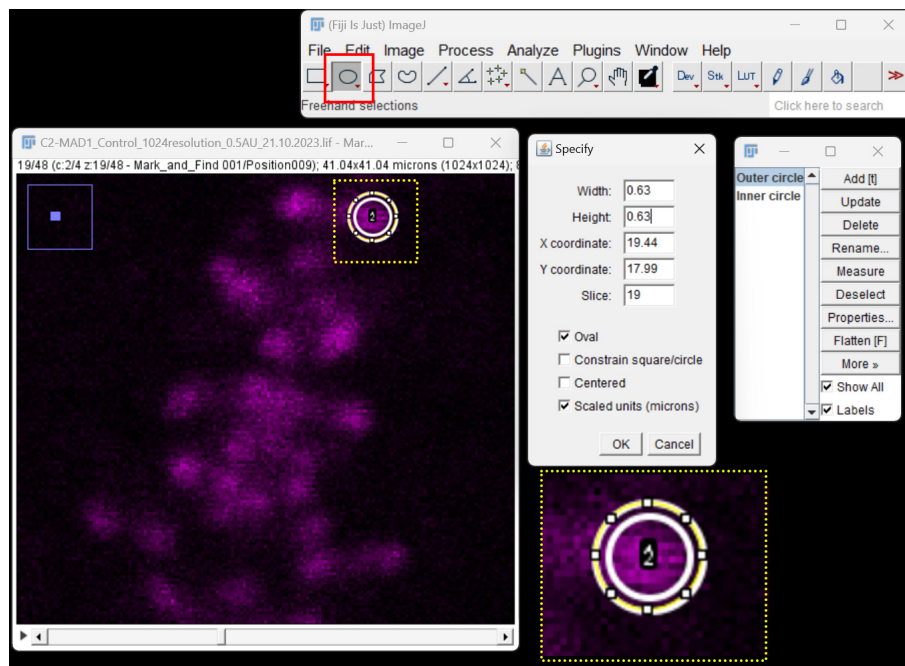 (Fiji Is Just) ImageJ
File Edit Image Process Analyze Plugins Window Help
Dev Stk LUT
Freehand selections
Click here to search
C2-MAD1_Control_1024resolution_0.5AU_21.10.2023.lif - Mar...
19/48 (c:2/4 z:19/48 - Mark_and_Find 001/Position009); 41.04x41.04 microns (1024x1024);
2
Specify
Width: 0.63
Height: 0.63
X coordinate: 19.44
Y coordinate: 17.99
Slice: 19
Oval
Constrain square/circle
Centered
Scaled units (microns)
OK Cancel
Outer circle
Inner circle
Add [t]
Update
Delete
Rename...
Measure
Deselect
Properties...
Flatten [F]
More »
Show All
Labels
2